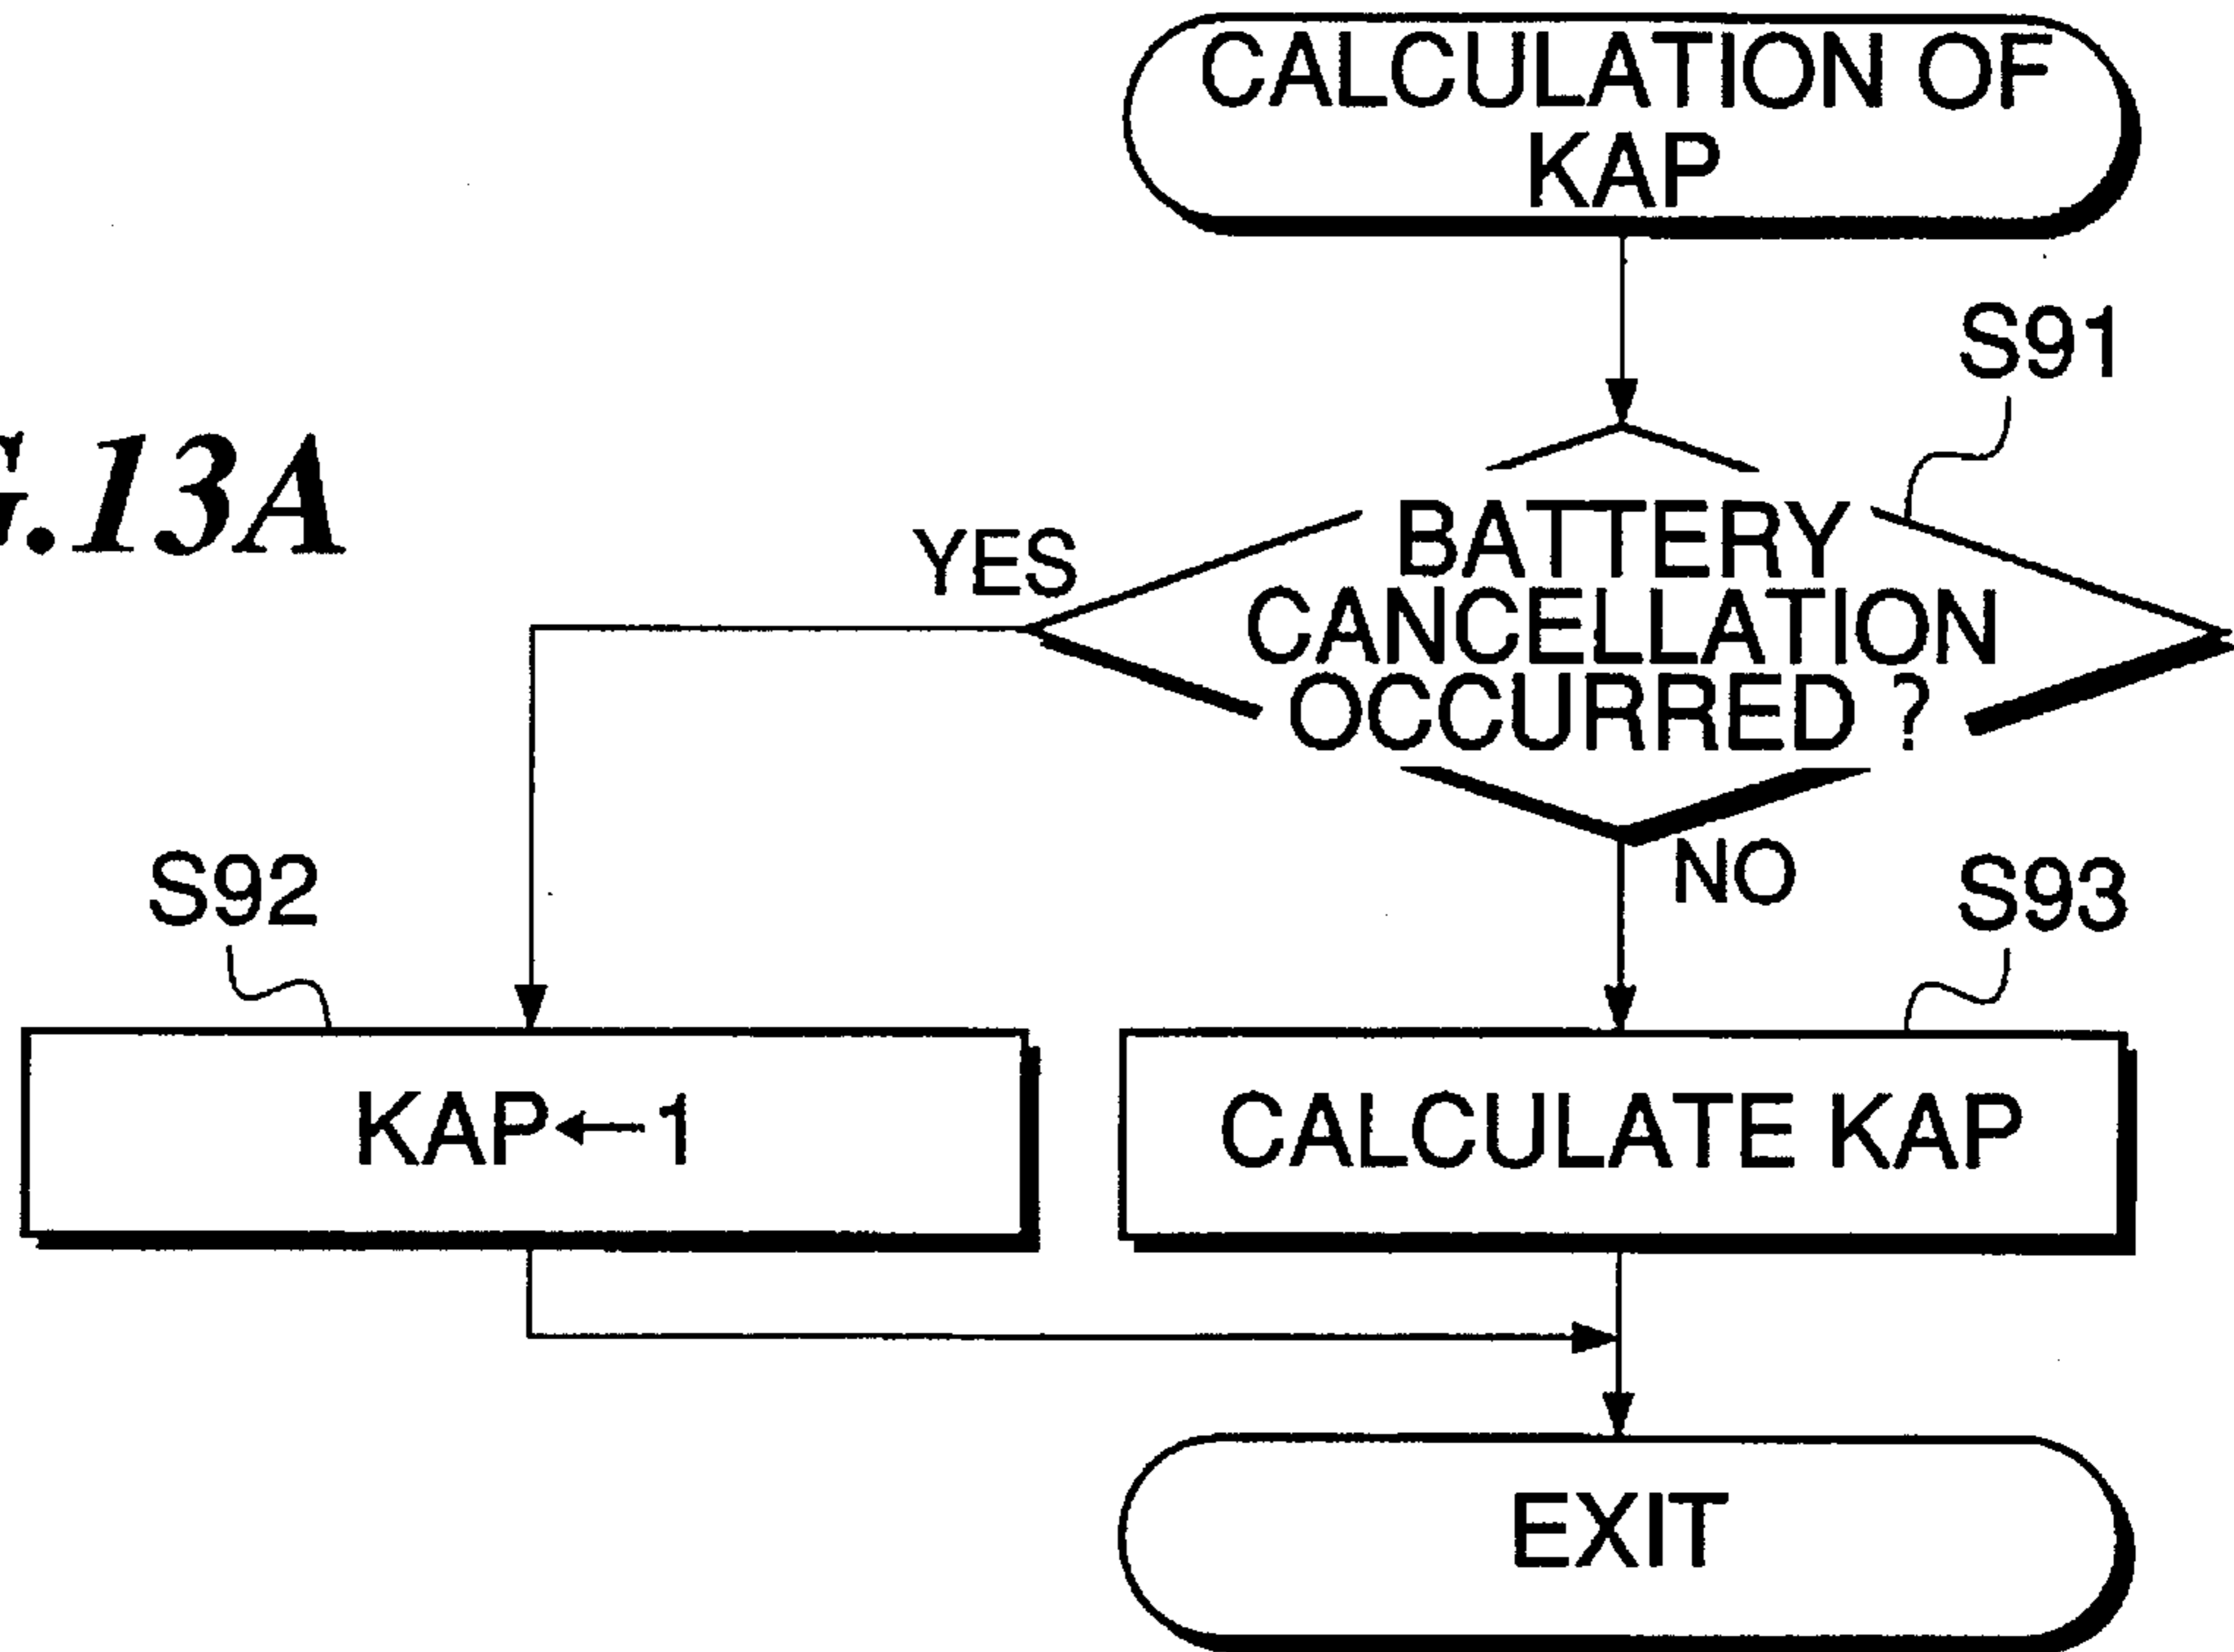 CALCULATION OF
KAP
S91
G.13A
YES
BATTERY
CANCELLATION
OCCURRED ?
NO
S92
S93
KAP←1
CALCULATE KAP
EXIT